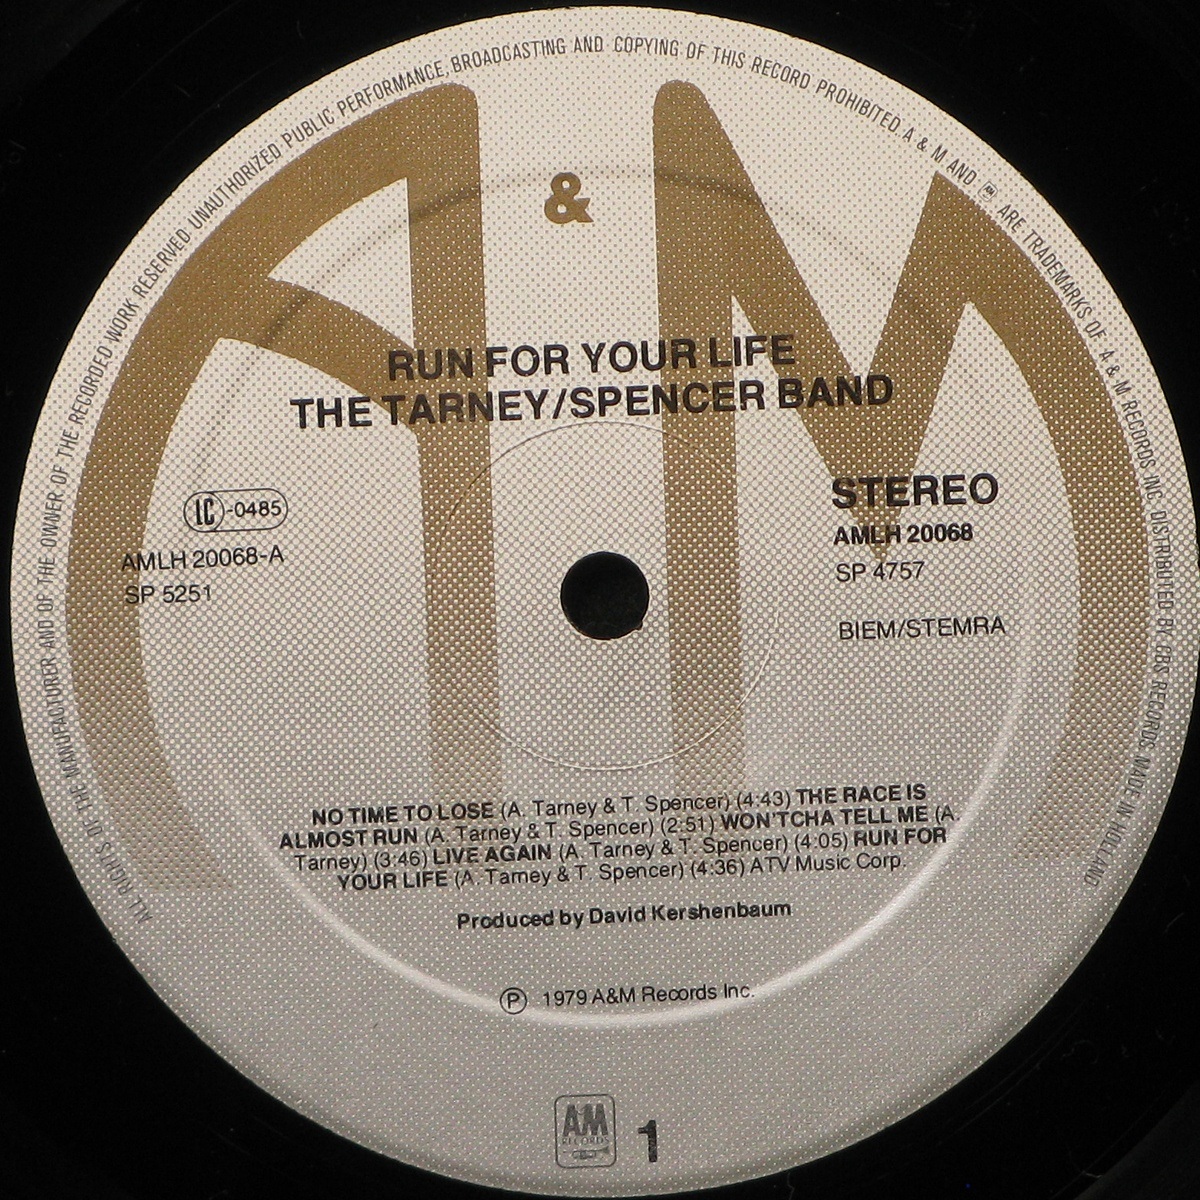 ALL RIGHTS OF THE MANUFACTURER AND OF THE OWNER OF THE RECORDED WORK RESERVED UNAUTHORIZED PUBLIC PERFORMANCE, BROADCASTING AND COPYING OF THIS RECORD PROHIBITED. A & M AND AM ARE TRADEMARKS OF A & M RECORDS INC. DISTRIBUTED BY CBS RECORDS MADE IN HOLLAND
A & M
RUN FOR YOUR LIFE
THE TARNEY/SPENCER BAND
LC-0485
AMLH 20068-A
SP 5251
STEREO
AMLH 20068
SP 4757
BIEM/STEMRA
NO TIME TO LOSE (A. Tarney & T. Spencer) (4:43) THE RACE IS
ALMOST RUN (A. Tarney & T. Spencer) (2:51) WON'TCHA TELL ME (A.
Tarney) (3:46) LIVE AGAIN (A. Tarney & T. Spencer) (4:05) RUN FOR
YOUR LIFE (A. Tarney & T. Spencer) (4:36) ATV Music Corp.
Produced by David Kershenbaum
℗ 1979 A&M Records Inc.
AM
RECORDS
1